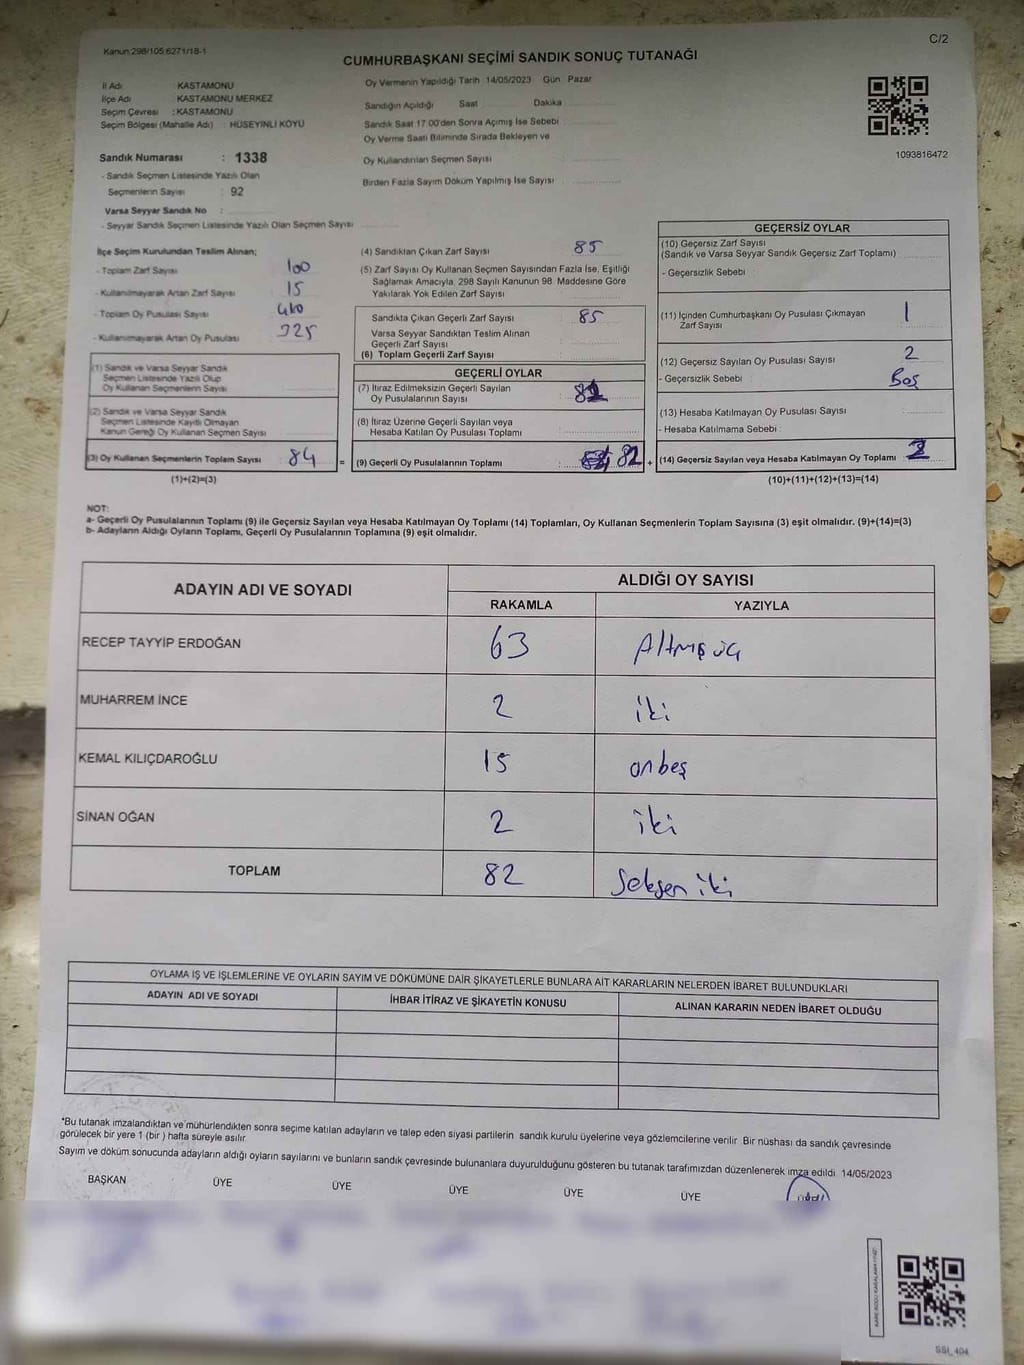 C/2
Kanun:298/105.6271/18-1
CUMHURBAŞKANI SEÇİMİ SANDIK SONUÇ TUTANAĞI
İl Adı : KASTAMONU
İlçe Adı : KASTAMONU MERKEZ
Seçim Çevresi : KASTAMONU
Seçim Bölgesi (Mahalle Adı) : HÜSEYİNLİ KÖYÜ
Sandık Numarası : 1338
- Sandık Seçmen Listesinde Yazılı Olan
Seçmenlerin Sayısı : 92
Varsa Seyyar Sandık No :
- Seyyar Sandık Seçmen Listesinde Yazılı Olan Seçmen Sayısı
Oy Vermenin Yapıldığı Tarih 14/05/2023 Gün Pazar
Sandığın Açıldığı Saat Dakika
Sandık Saat 17:00'den Sonra Açımış İse Sebebi
Oy Verme Saati Bitiminde Sırada Bekleyen ve
Oy Kullandırılan Seçmen Sayısı
Birden Fazla Sayım Döküm Yapılmış İse Sayısı
1093816472
İlçe Seçim Kurulundan Teslim Alınan;
- Toplam Zarf Sayısı 100
- Kullanılmayarak Artan Zarf Sayısı 15
- Toplam Oy Pusulası Sayısı 410
- Kullanılmayarak Artan Oy Pusulası 325
(1) Sandık ve Varsa Seyyar Sandık
Seçmen Listesinde Yazılı Olup
Oy Kullanan Seçmenlerin Sayısı
(2) Sandık ve Varsa Seyyar Sandık
Seçmen Listesinde Kayıtlı Olmayan
Kanun Gereği Oy Kullanan Seçmen Sayısı
(3) Oy Kullanan Seçmenlerin Toplam Sayısı 84 =
(1)+(2)=(3)
(4) Sandıktan Çıkan Zarf Sayısı 85
(5) Zarf Sayısı Oy Kullanan Seçmen Sayısından Fazla İse, Eşitliği
Sağlamak Amacıyla, 298 Sayılı Kanunun 98. Maddesine Göre
Yakılarak Yok Edilen Zarf Sayısı
Sandıkta Çıkan Geçerli Zarf Sayısı : 85
Varsa Seyyar Sandıktan Teslim Alınan
Geçerli Zarf Sayısı
(6) Toplam Geçerli Zarf Sayısı
GEÇERLİ OYLAR
(7) İtiraz Edilmeksizin Geçerli Sayılan
Oy Pusulalarının Sayısı : 82
(8) İtiraz Üzerine Geçerli Sayılan veya
Hesaba Katılan Oy Pusulası Toplamı
(9) Geçerli Oy Pusulalarının Toplamı : 82 +
GEÇERSİZ OYLAR
(10) Geçersiz Zarf Sayısı
(Sandık ve Varsa Seyyar Sandık Geçersiz Zarf Toplamı)
- Geçersizlik Sebebi :
(11) İçinden Cumhurbaşkanı Oy Pusulası Çıkmayan
Zarf Sayısı 1
(12) Geçersiz Sayılan Oy Pusulası Sayısı 2
- Geçersizlik Sebebi : Boş
(13) Hesaba Katılmayan Oy Pusulası Sayısı
- Hesaba Katılmama Sebebi :
(14) Geçersiz Sayılan veya Hesaba Katılmayan Oy Toplamı
(10)+(11)+(12)+(13)=(14)
NOT:
a- Geçerli Oy Pusulalarının Toplamı (9) ile Geçersiz Sayılan veya Hesaba Katılmayan Oy Toplamı (14) Toplamları, Oy Kullanan Seçmenlerin Toplam Sayısına (3) eşit olmalıdır. (9)+(14)=(3)
b- Adayların Aldığı Oyların Toplamı, Geçerli Oy Pusulalarının Toplamına (9) eşit olmalıdır.
ADAYIN ADI VE SOYADI ALDIĞI OY SAYISI
RAKAMLA YAZIYLA
RECEP TAYYİP ERDOĞAN 63 Altmışüç
MUHARREM İNCE 2 iki
KEMAL KILIÇDAROĞLU 15 onbeş
SİNAN OĞAN 2 iki
TOPLAM 82 Seksen iki
OYLAMA İŞ VE İŞLEMLERİNE VE OYLARIN SAYIM VE DÖKÜMÜNE DAİR ŞİKAYETLERLE BUNLARA AİT KARARLARIN NELERDEN İBARET BULUNDUKLARI
ADAYIN ADI VE SOYADI İHBAR İTİRAZ VE ŞİKAYETİN KONUSU ALINAN KARARIN NEDEN İBARET OLDUĞU
*Bu tutanak imzalandıktan ve mühürlendikten sonra seçime katılan adayların ve talep eden siyasi partilerin sandık kurulu üyelerine veya gözlemcilerine verilir. Bir nüshası da sandık çevresinde
görülecek bir yere 1 (bir) hafta süreyle asılır.
Sayım ve döküm sonucunda adayların aldığı oyların sayılarını ve bunların sandık çevresinde bulunanlara duyurulduğunu gösteren bu tutanak tarafımızdan düzenlenerek imza edildi. 14/05/2023
BAŞKAN ÜYE ÜYE ÜYE ÜYE ÜYE
SSI_404